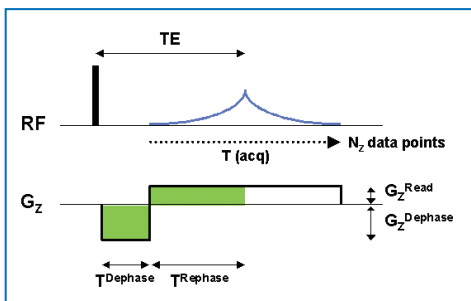 TE
RF
N_Z data points
T (acq)
G_Z^Read
G_Z
G_Z^Dephase
T^Dephase T^Rephase